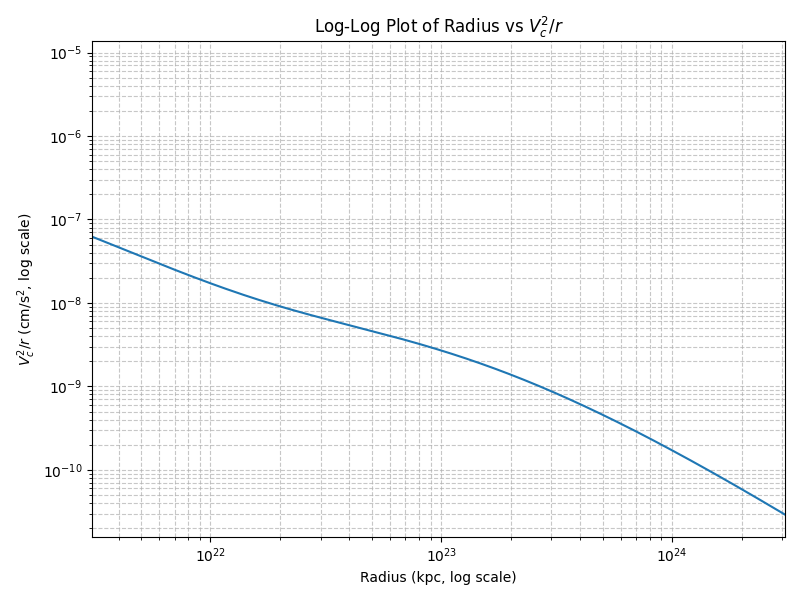 Log-Log Plot of Radius vs $V_c^2/r$
$V_c^2/r$ (cm/s$^2$, log scale)
10$^{-5}$
10$^{-6}$
10$^{-7}$
10$^{-8}$
10$^{-9}$
10$^{-10}$
10$^{22}$ 10$^{23}$ 10$^{24}$
Radius (kpc, log scale)